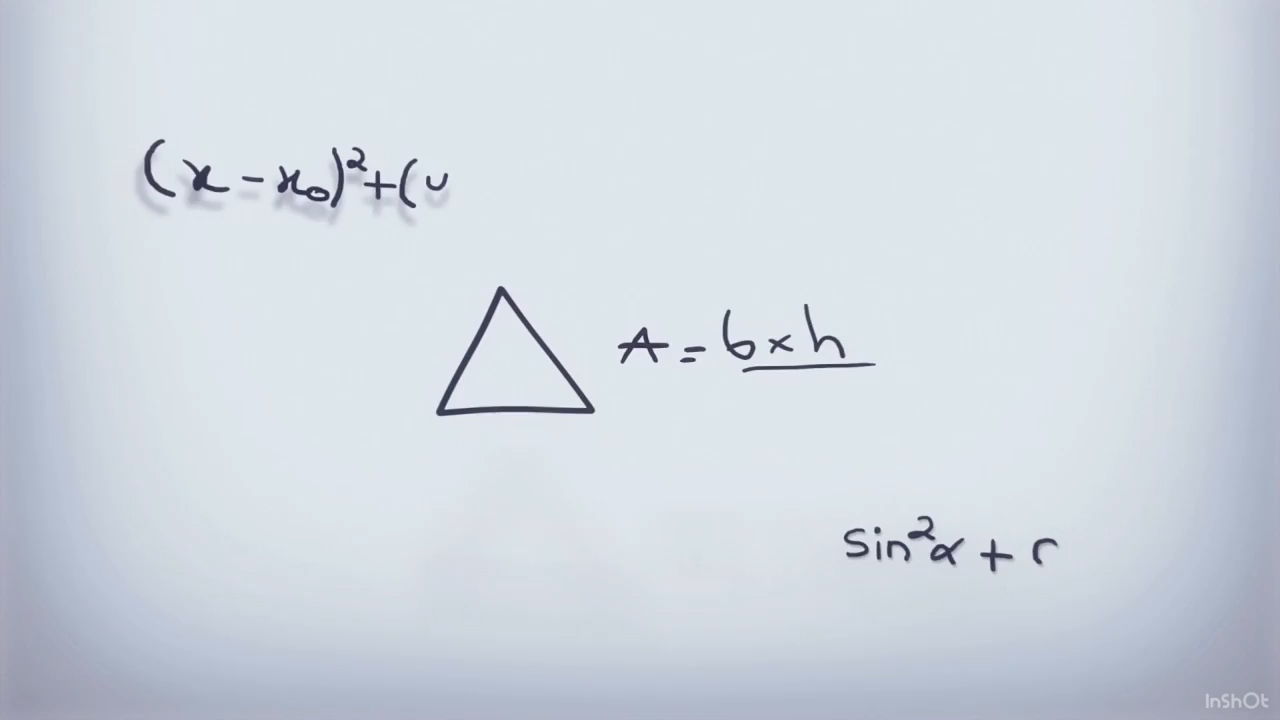 (x - x₀)² + (
A = b × h
sin²α +
InShOt